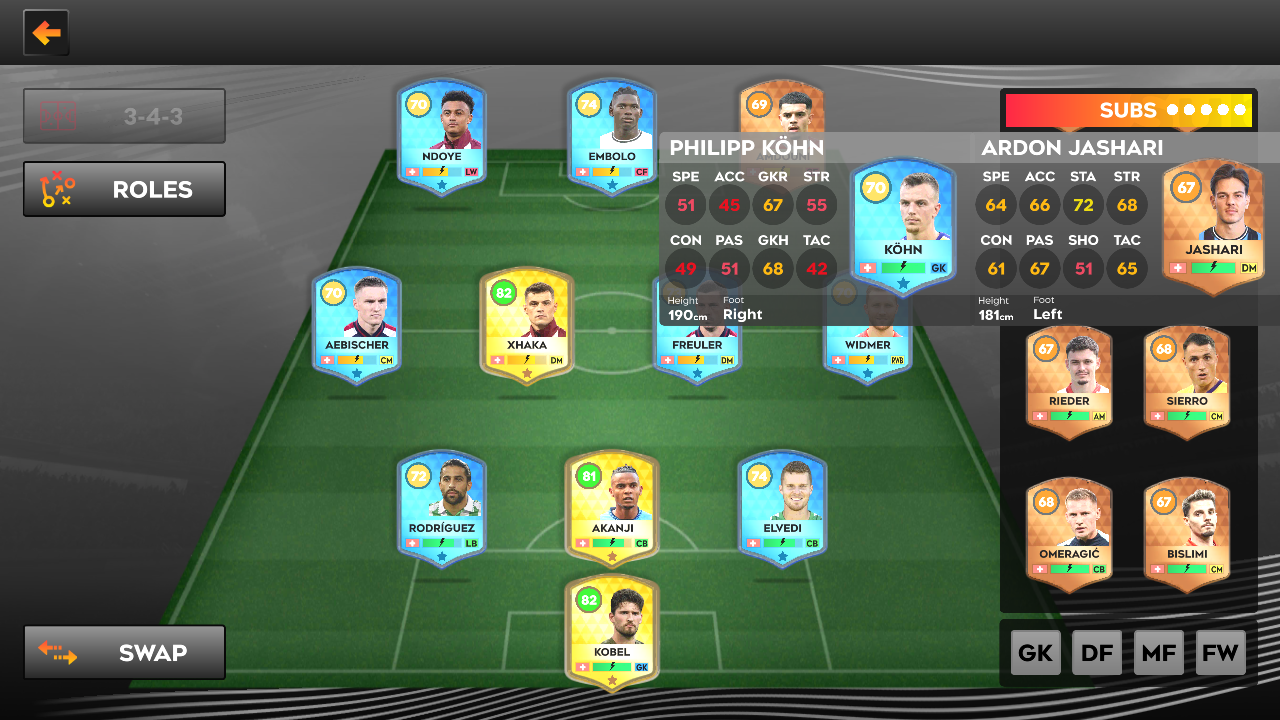 3-4-3
ROLES
SWAP
SUBS
70
NDOYE
LW
74
EMBOLO
CF
69
AMDOUNI
PHILIPP KÖHN
SPE ACC GKR STR
51 45 67 55
CON PAS GKH TAC
49 51 68 42
Height Foot
190cm Right
70
KÖHN
GK
ARDON JASHARI
SPE ACC STA STR
64 66 72 68
CON PAS SHO TAC
61 67 51 65
Height Foot
181cm Left
67
JASHARI
DM
70
AEBISCHER
CM
82
XHAKA
DM
FREULER
DM
WIDMER
RWB
67
RIEDER
AM
68
SIERRO
CM
72
RODRÍGUEZ
LB
81
AKANJI
CB
74
ELVEDI
CB
68
OMERAGIĆ
CB
67
BISLIMI
CM
82
KOBEL
GK
GK DF MF FW